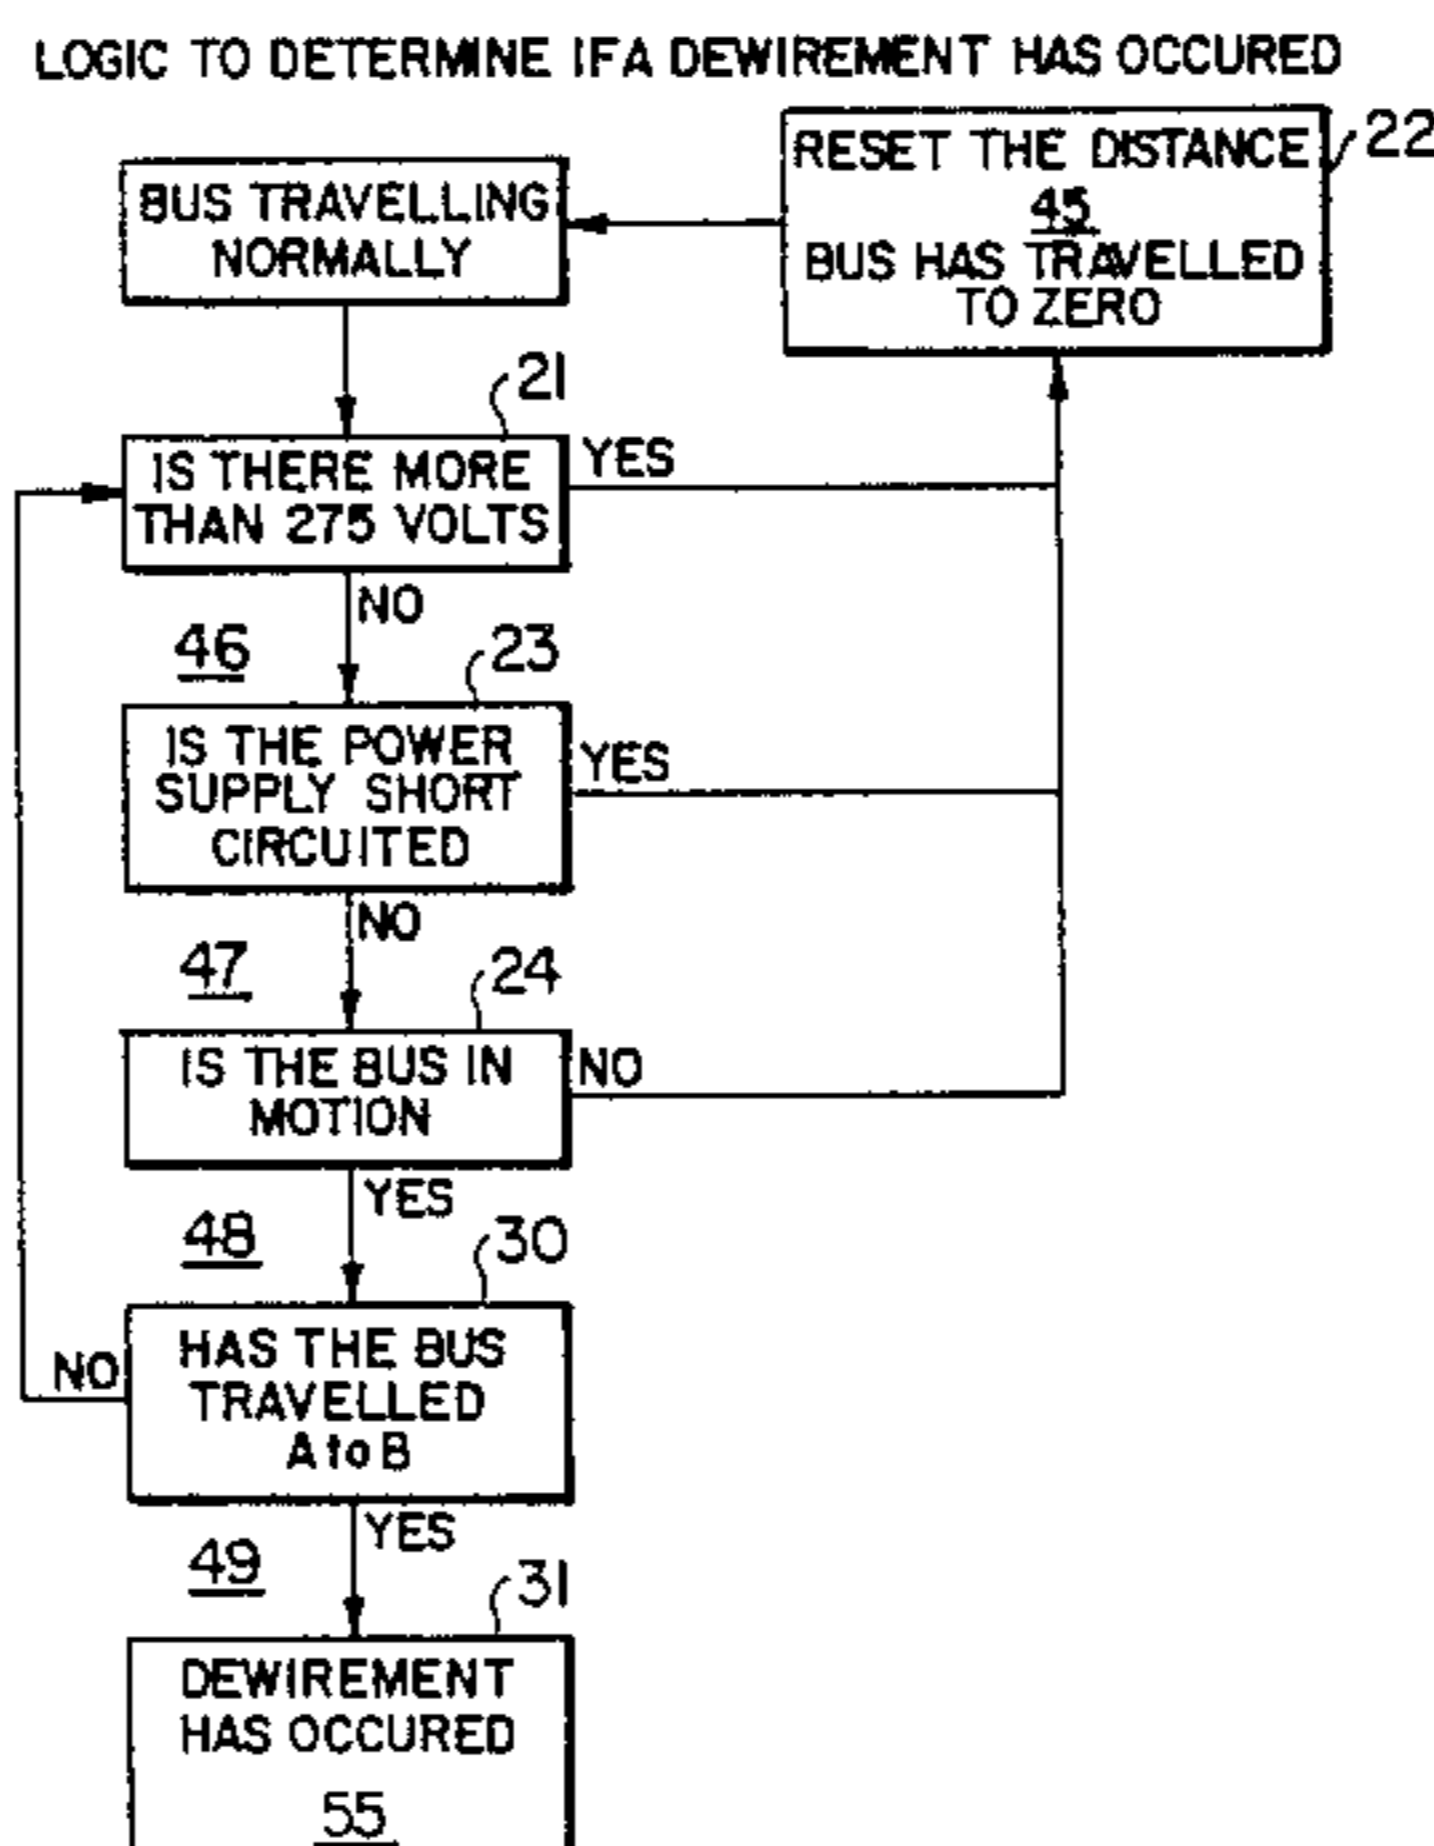 LOGIC TO DETERMINE IF A DEWIREMENT HAS OCCURED
RESET THE DISTANCE
45
BUS HAS TRAVELLED
TO ZERO
22
BUS TRAVELLING
NORMALLY
21
IS THERE MORE
THAN 275 VOLTS
YES
NO
46
23
IS THE POWER
SUPPLY SHORT
CIRCUITED
YES
NO
47
24
IS THE BUS IN
MOTION
NO
YES
48
30
HAS THE BUS
TRAVELLED
A to B
NO
YES
49
31
DEWIREMENT
HAS OCCURED
55